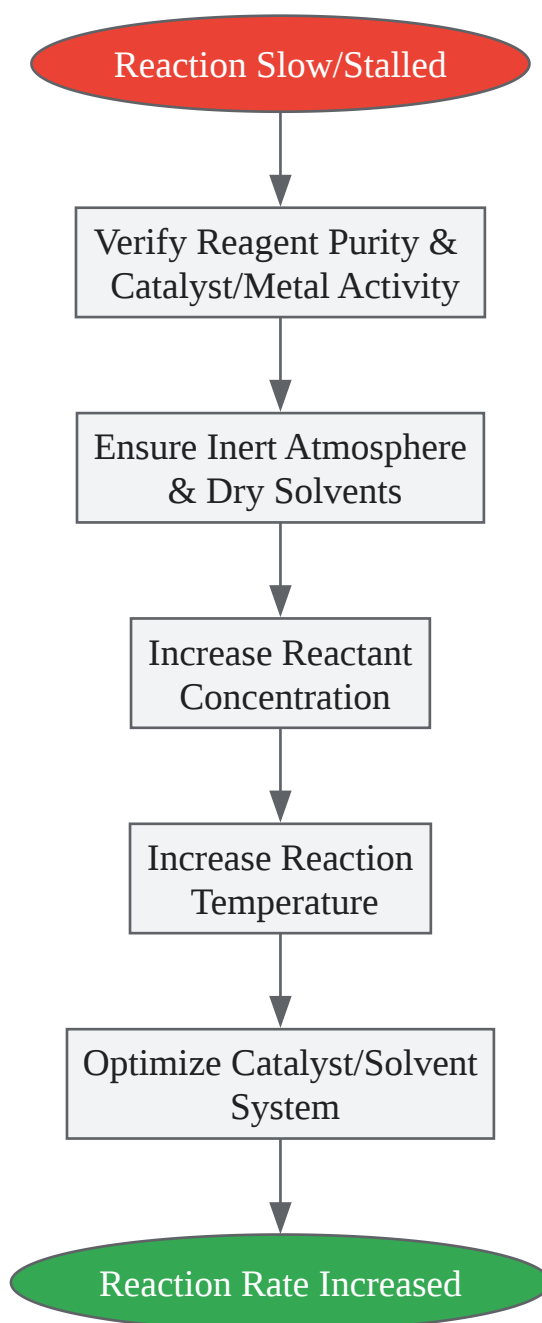 Reaction Slow/Stalled
Verify Reagent Purity &
Catalyst/Metal Activity
Ensure Inert Atmosphere
& Dry Solvents
Increase Reactant
Concentration
Increase Reaction
Temperature
Optimize Catalyst/Solvent
System
Reaction Rate Increased